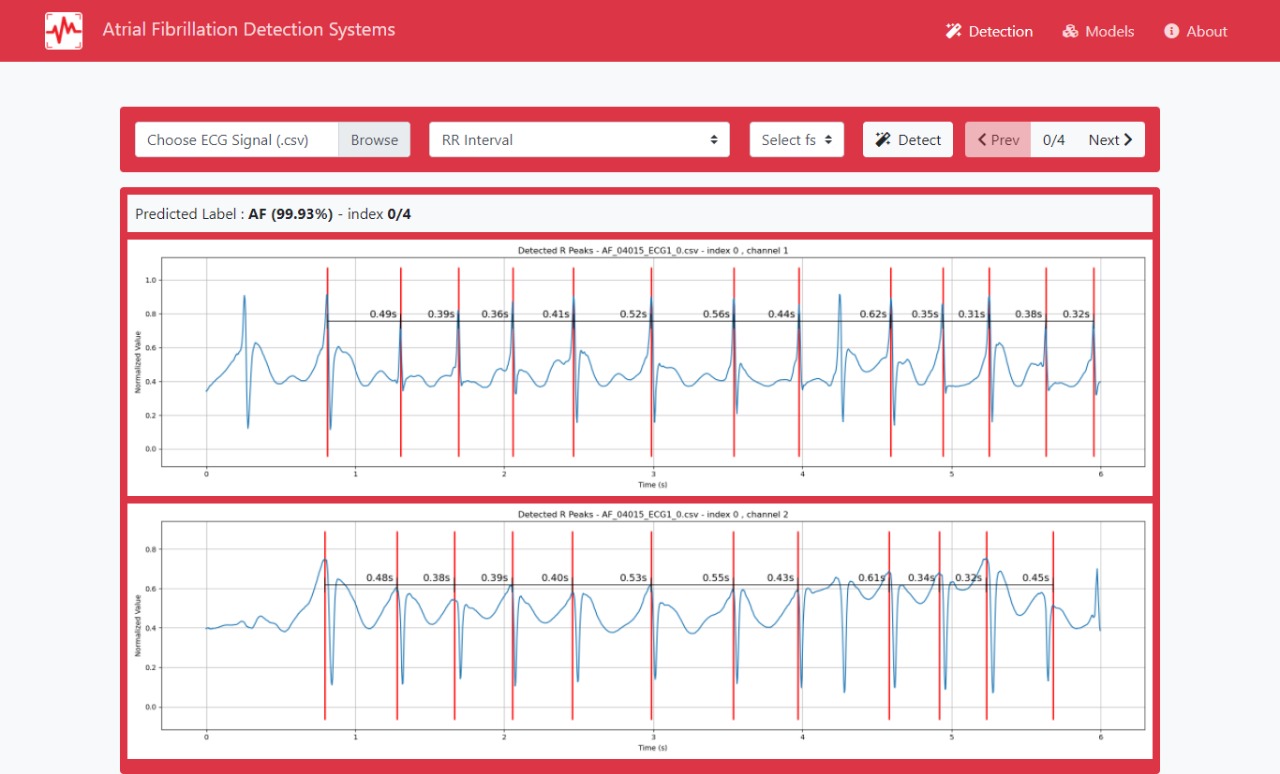 Atrial Fibrillation Detection Systems
Detection Models About
Choose ECG Signal (.csv) Browse RR Interval Select fs Detect Prev 0/4 Next
Predicted Label : AF (99.93%) - index 0/4
Detected R Peaks - AF_04015_ECG1_0.csv - index 0 , channel 1
Normalized Value
1.0
0.8
0.6
0.4
0.2
0.0
0.49s 0.39s 0.36s 0.41s 0.52s 0.56s 0.44s 0.62s 0.35s 0.31s 0.38s 0.32s
0 1 2 3 4 5 6
Time (s)
Detected R Peaks - AF_04015_ECG1_0.csv - index 0 , channel 2
Normalized Value
0.8
0.6
0.4
0.2
0.0
0.48s 0.38s 0.39s 0.40s 0.53s 0.55s 0.43s 0.61s 0.34s 0.32s 0.45s
0 1 2 3 4 5 6
Time (s)